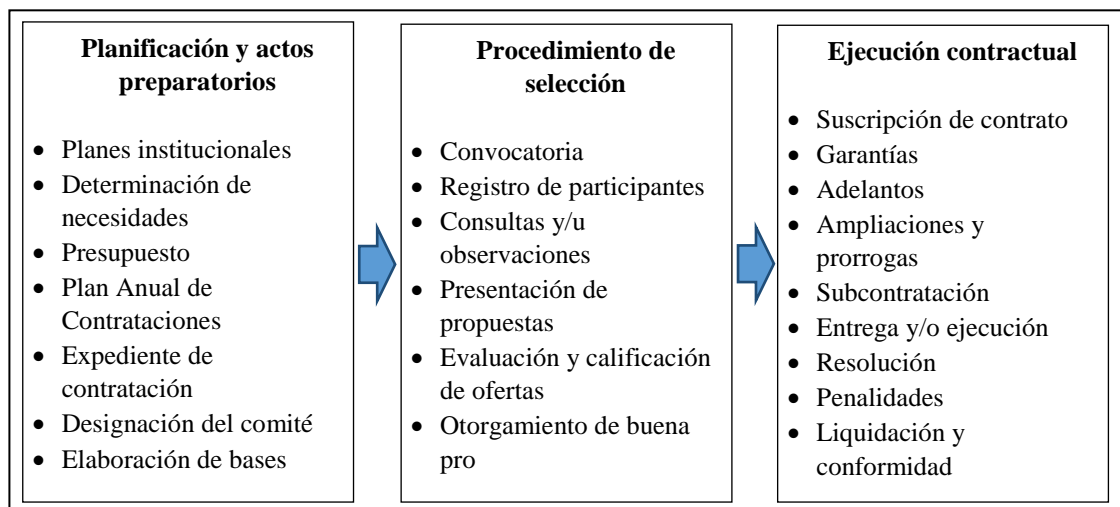 Planificación y actos
preparatorios
• Planes institucionales
• Determinación de
necesidades
• Presupuesto
• Plan Anual de
Contrataciones
• Expediente de
contratación
• Designación del comité
• Elaboración de bases
Procedimiento de
selección
• Convocatoria
• Registro de participantes
• Consultas y/u
observaciones
• Presentación de
propuestas
• Evaluación y calificación
de ofertas
• Otorgamiento de buena
pro
Ejecución contractual
• Suscripción de contrato
• Garantías
• Adelantos
• Ampliaciones y
prorrogas
• Subcontratación
• Entrega y/o ejecución
• Resolución
• Penalidades
• Liquidación y
conformidad